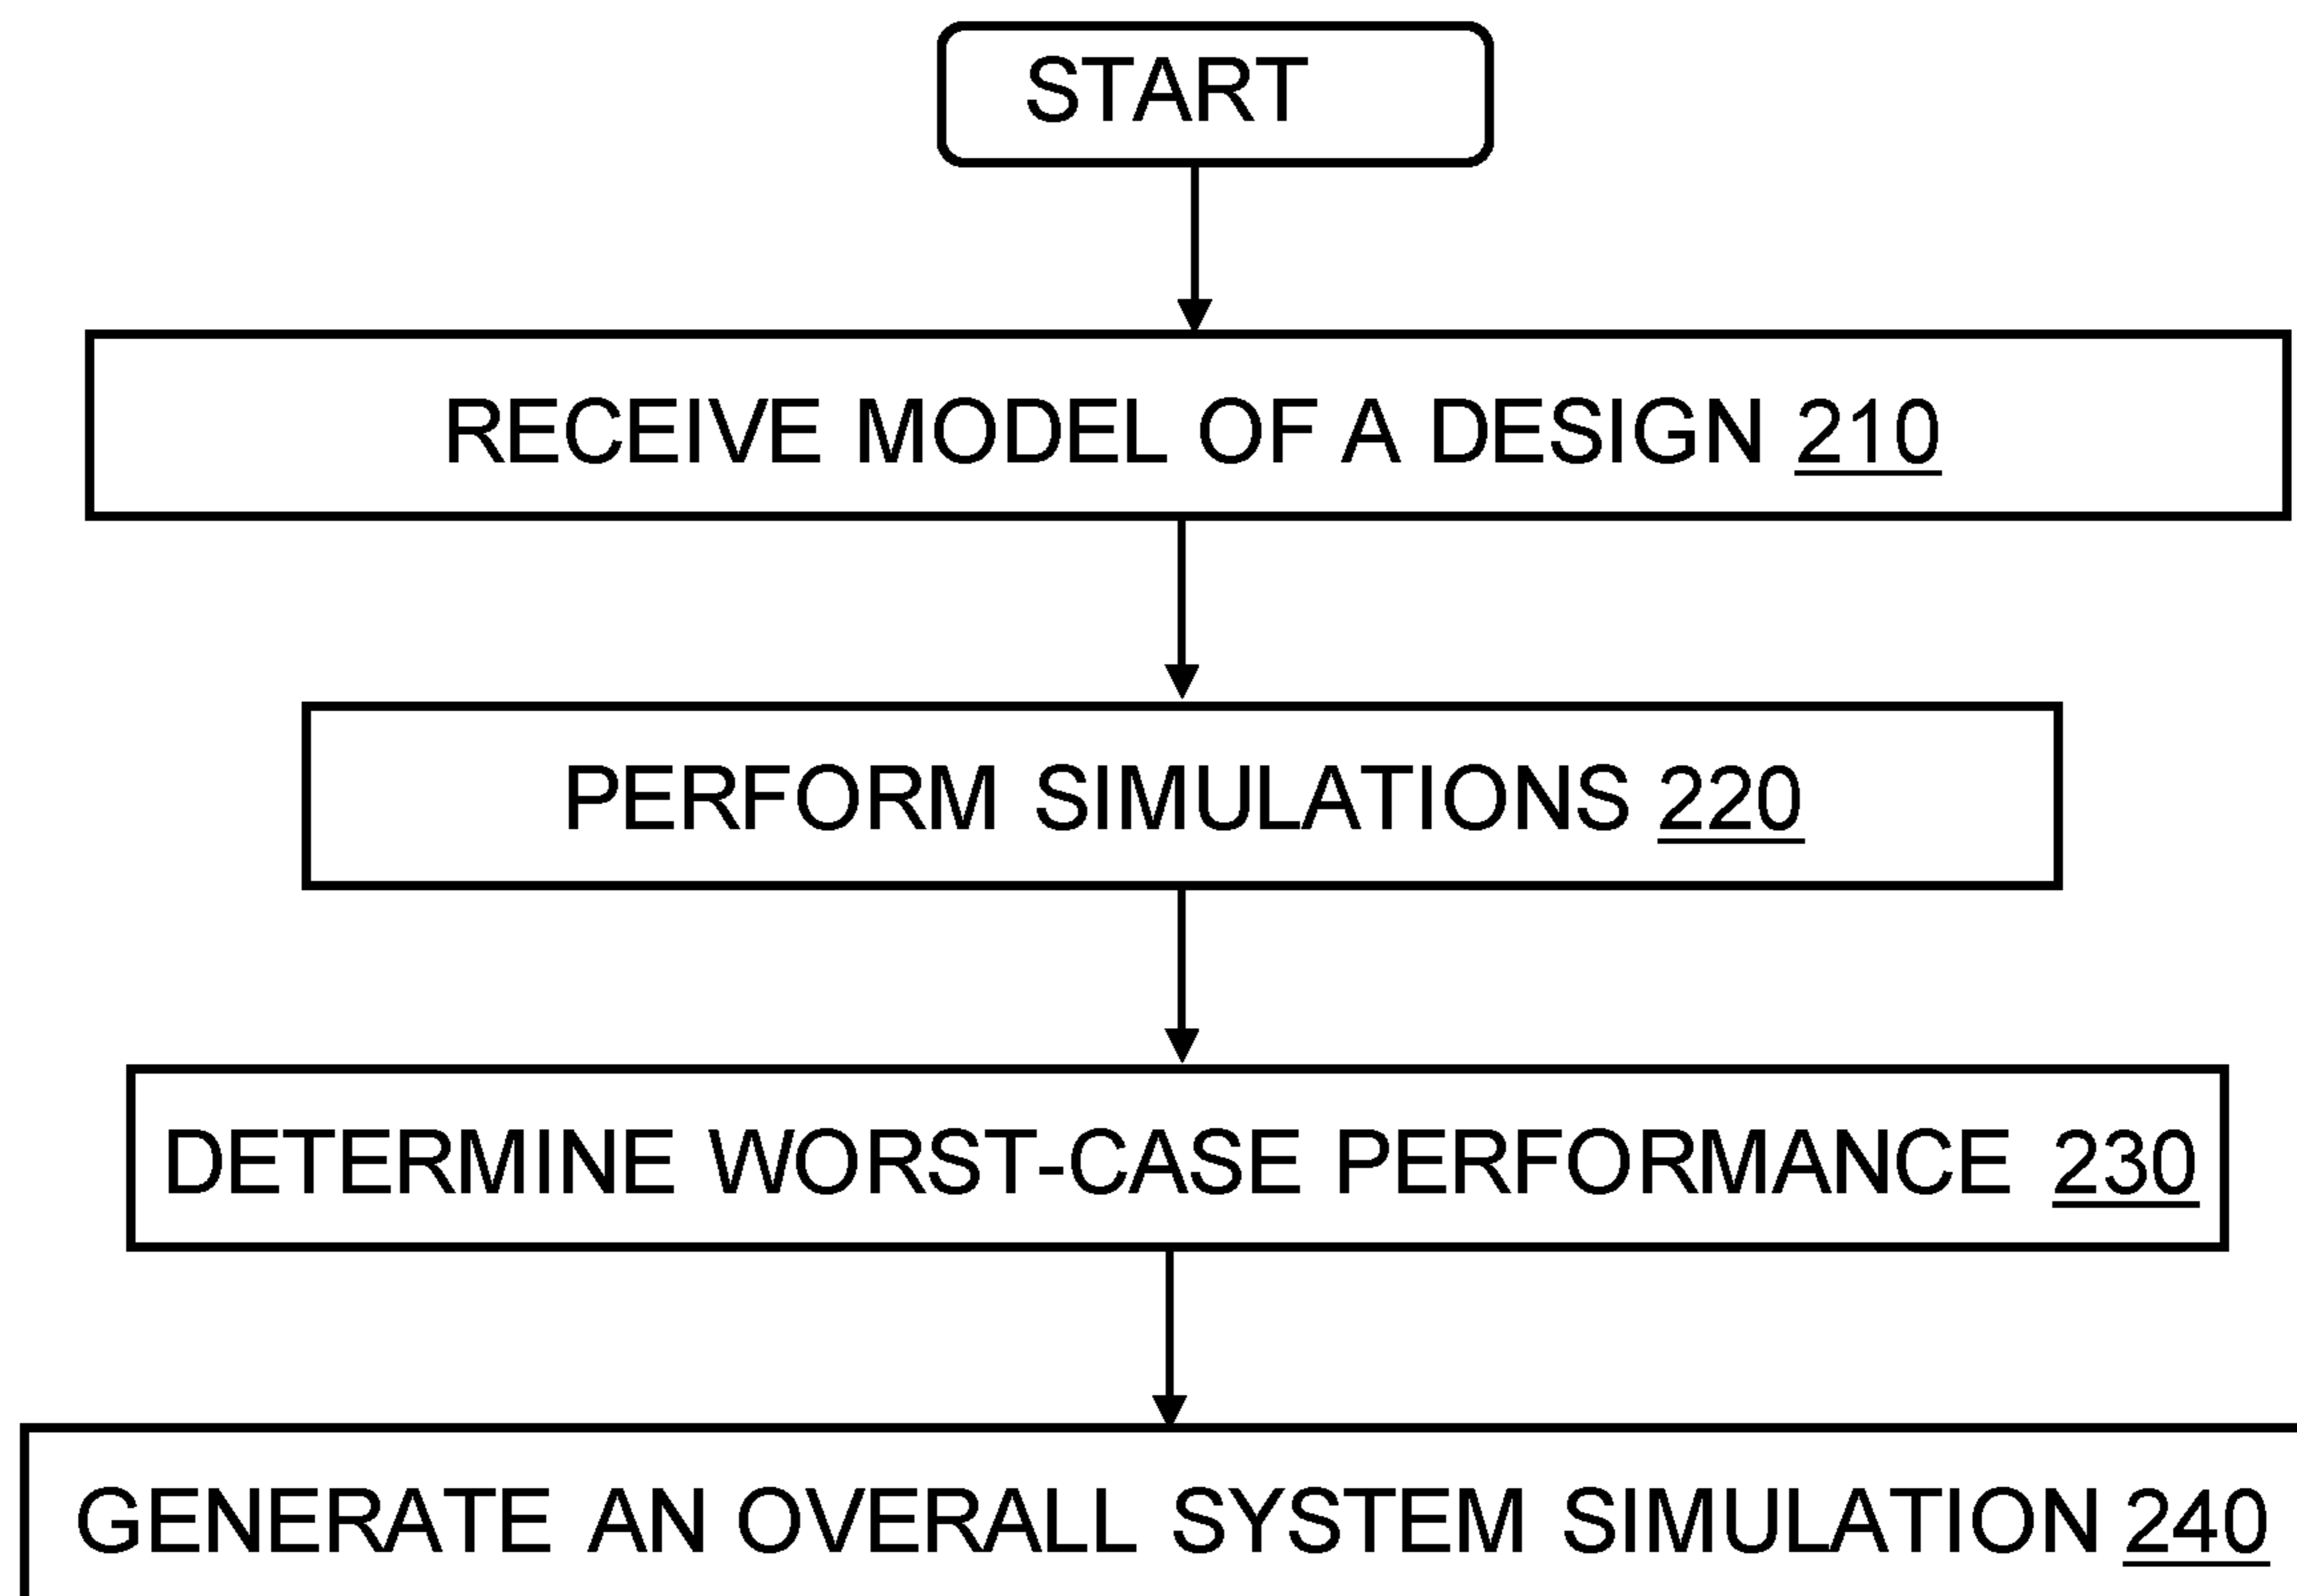 START
RECEIVE MODEL OF A DESIGN 210
PERFORM SIMULATIONS 220
DETERMINE WORST-CASE PERFORMANCE 230
GENERATE AN OVERALL SYSTEM SIMULATION 240